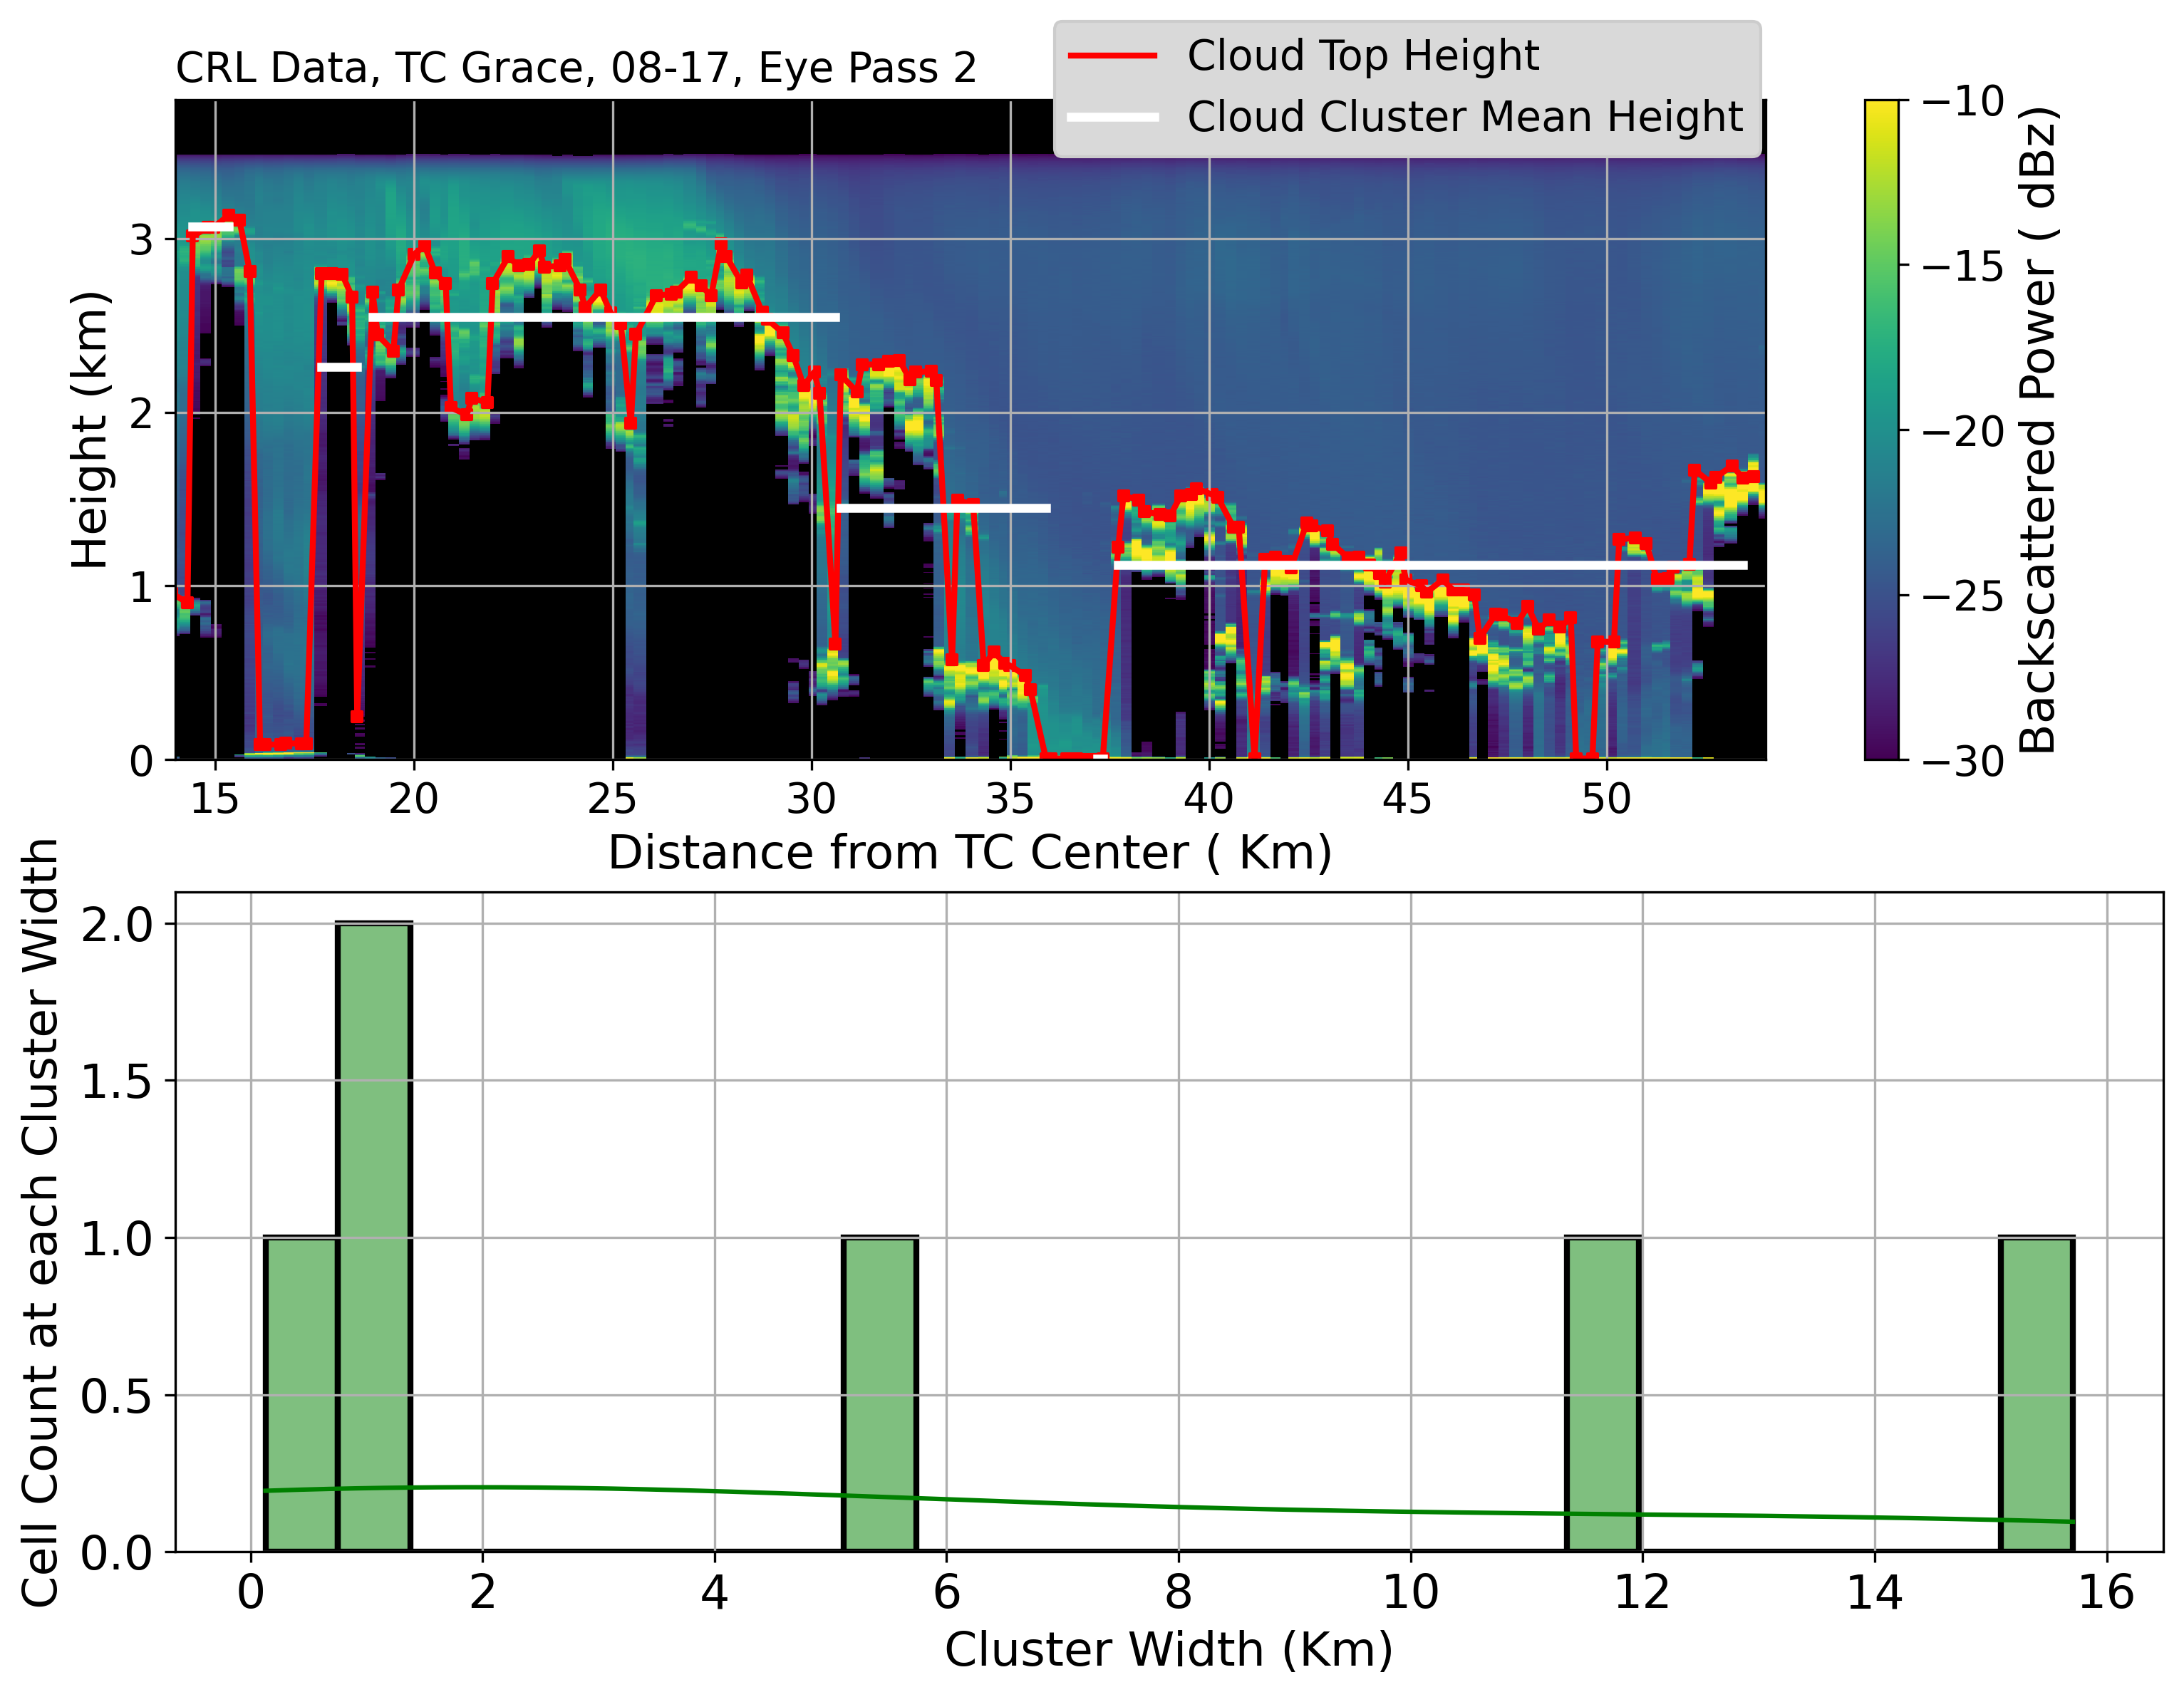 CRL Data, TC Grace, 08-17, Eye Pass 2
Cloud Top Height
Cloud Cluster Mean Height
Height (km)
3
2
1
0
15 20 25 30 35 40 45 50
Distance from TC Center ( Km)
−10
−15
−20
−25
−30
Backscattered Power ( dBz)
Cell Count at each Cluster Width
2.0
1.5
1.0
0.5
0.0
0 2 4 6 8 10 12 14 16
Cluster Width (Km)